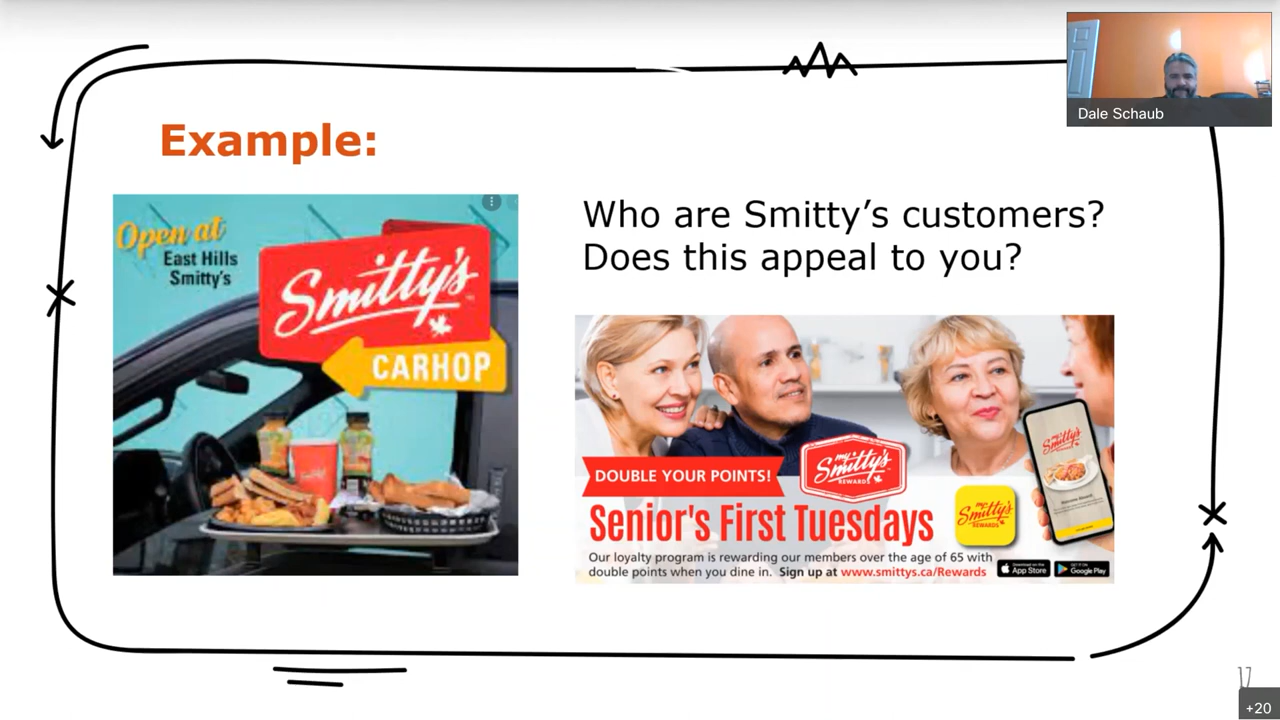 Dale Schaub
Example:
Open at
East Hills
Smitty's
Smitty's
CARHOP
Who are Smitty’s customers?
Does this appeal to you?
DOUBLE YOUR POINTS!
my Smitty's
REWARDS
Senior's First Tuesdays
my Smitty's
REWARDS
Smitty's
Our loyalty program is rewarding our members over the age of 65 with
double points when you dine in. Sign up at www.smittys.ca/Rewards
App Store
Google Play
17
+20